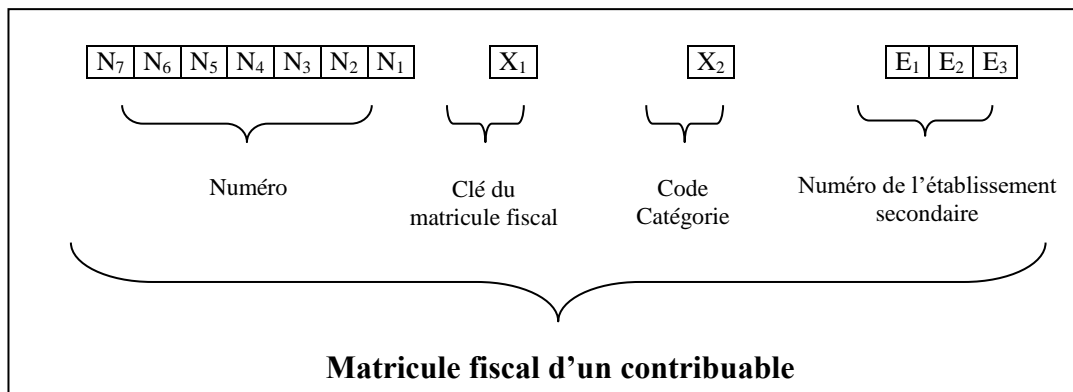 N₇ N₆ N₅ N₄ N₃ N₂ N₁ X₁ X₂ E₁ E₂ E₃
Numéro Clé du Code Numéro de l’établissement
matricule fiscal Catégorie secondaire
Matricule fiscal d’un contribuable